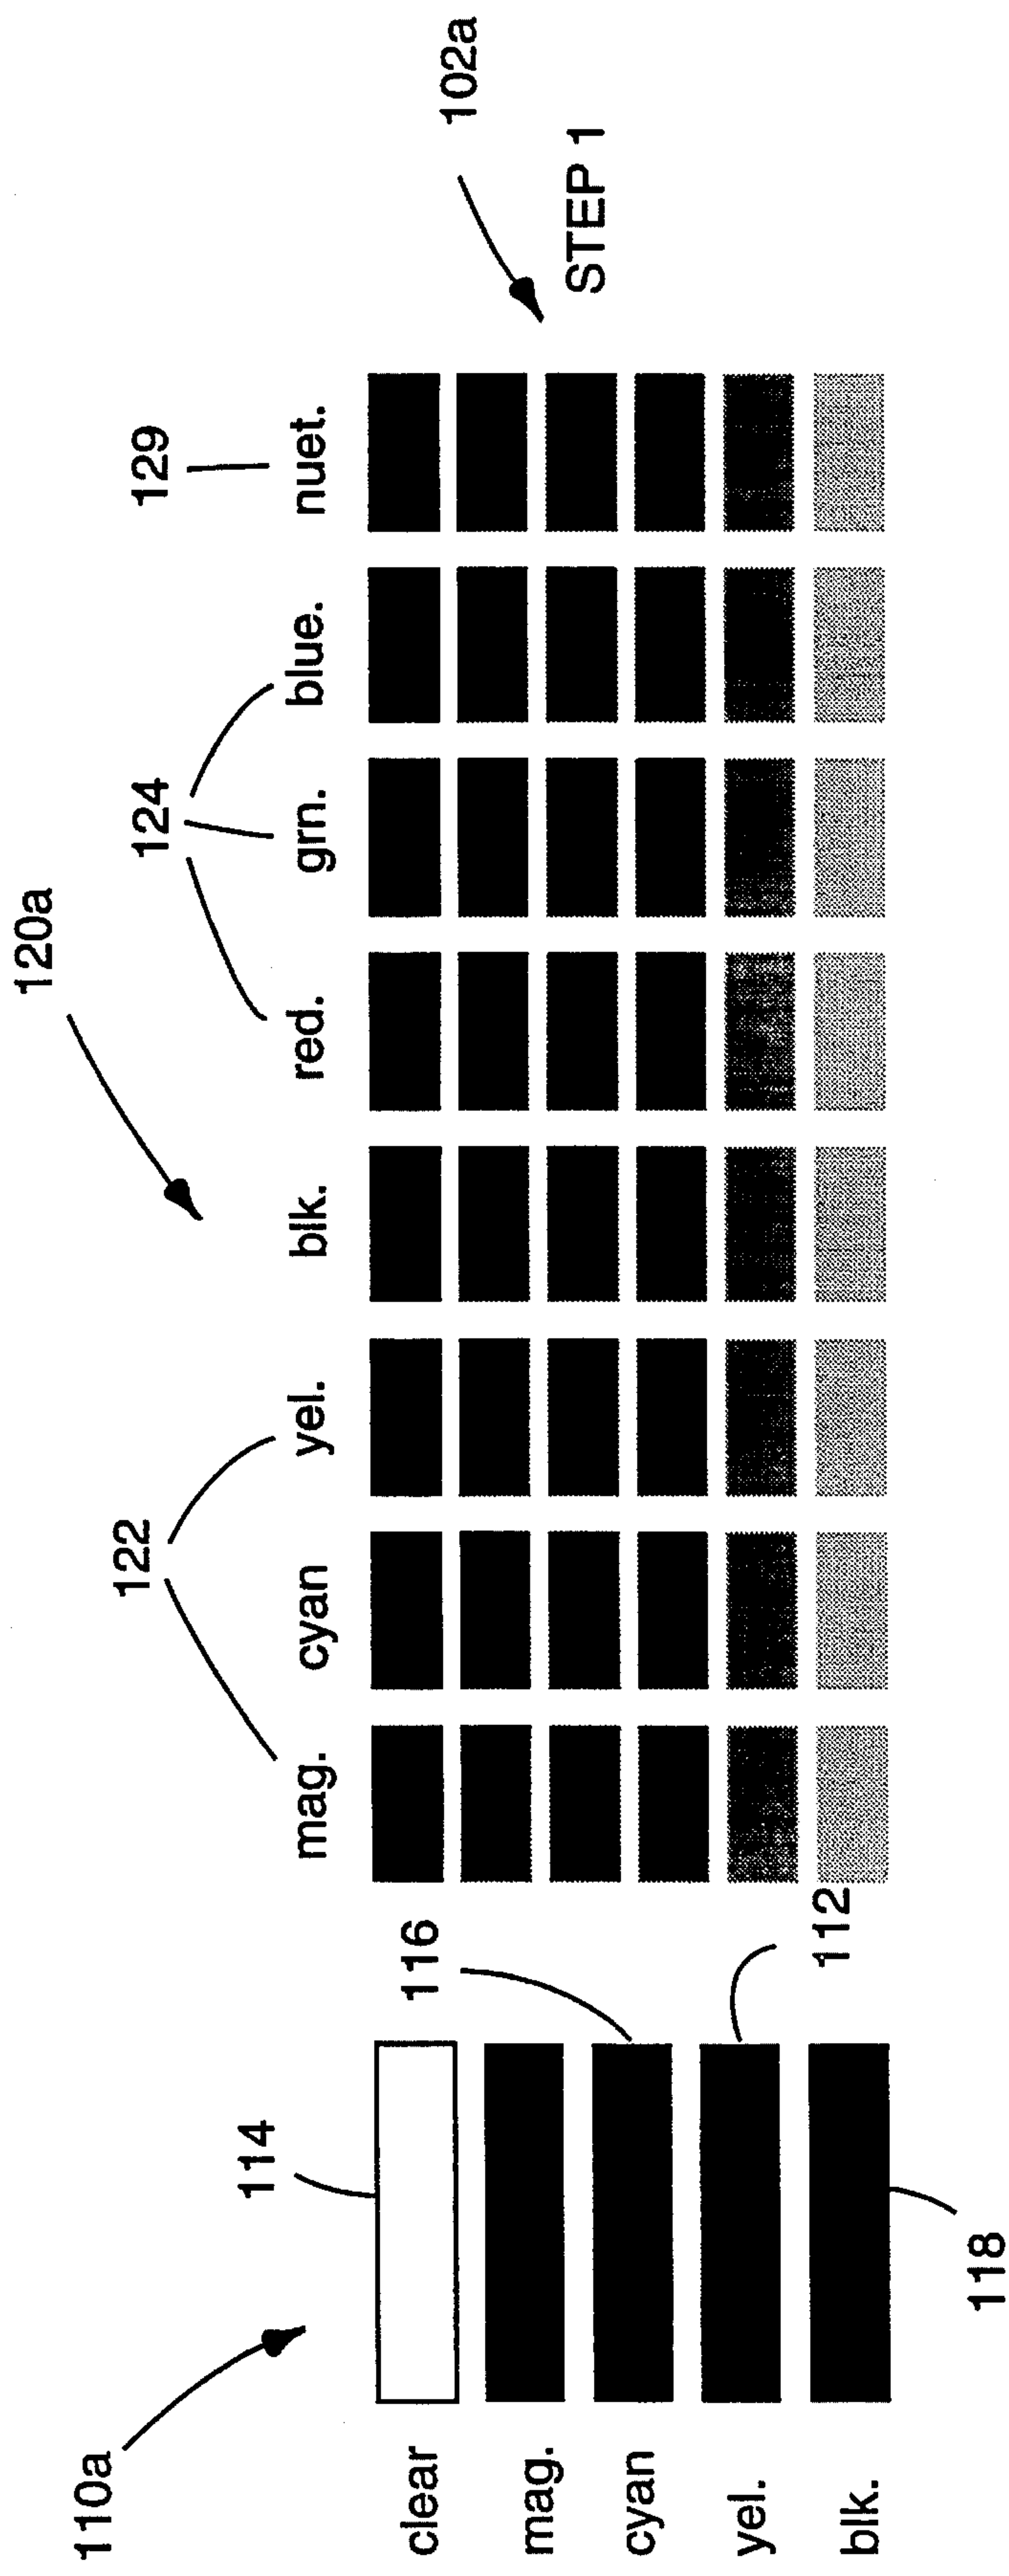 102a
STEP 1
120a
122
124
129
mag. cyan yel. blk. red. grn. blue. nuet.
110a
114
116
112
118
clear
mag.
cyan
yel.
blk.